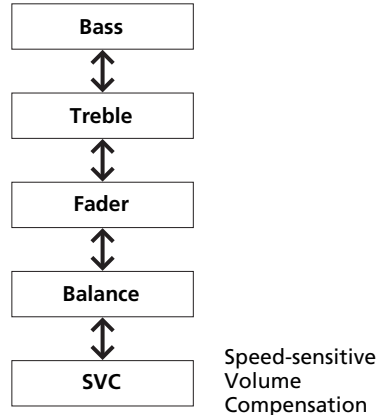 Bass
Treble
Fader
Balance
SVC
Speed-sensitive
Volume
Compensation